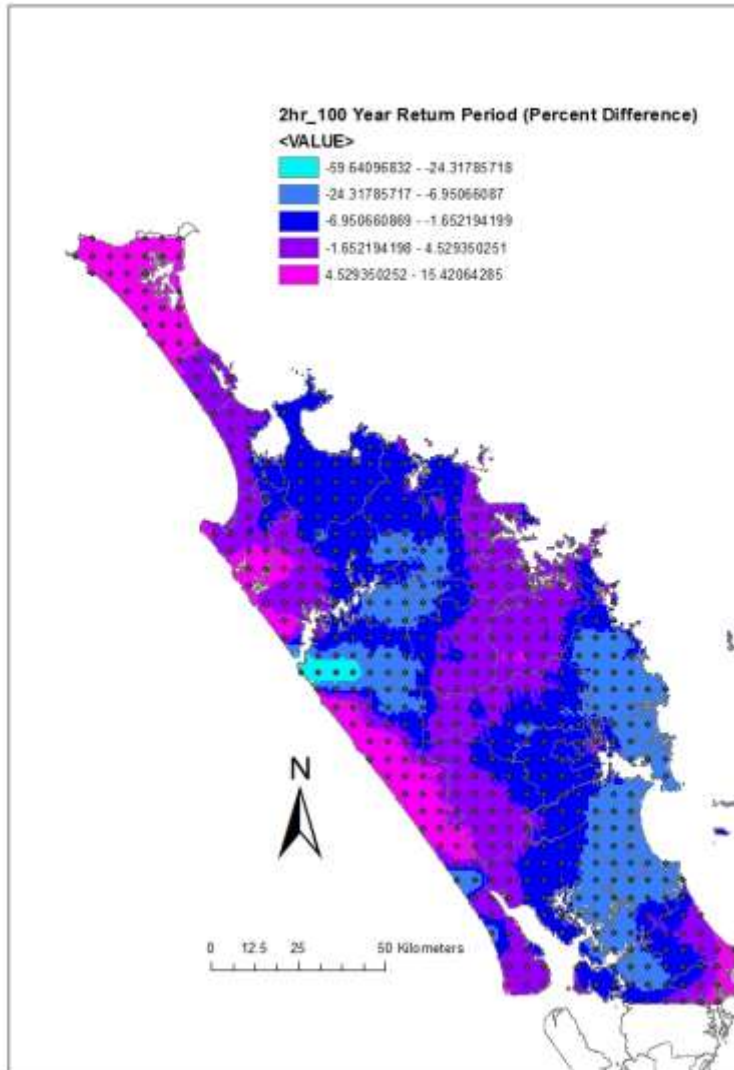 2hr_100 Year Return Period (Percent Difference)
<VALUE>
-59.64096832 - -24.31785718
-24.31785717 - -6.95066087
-6.950660869 - -1.652194199
-1.652194198 - 4.529350251
4.529350252 - 15.42064285
N
0 12.5 25 50 Kilometers